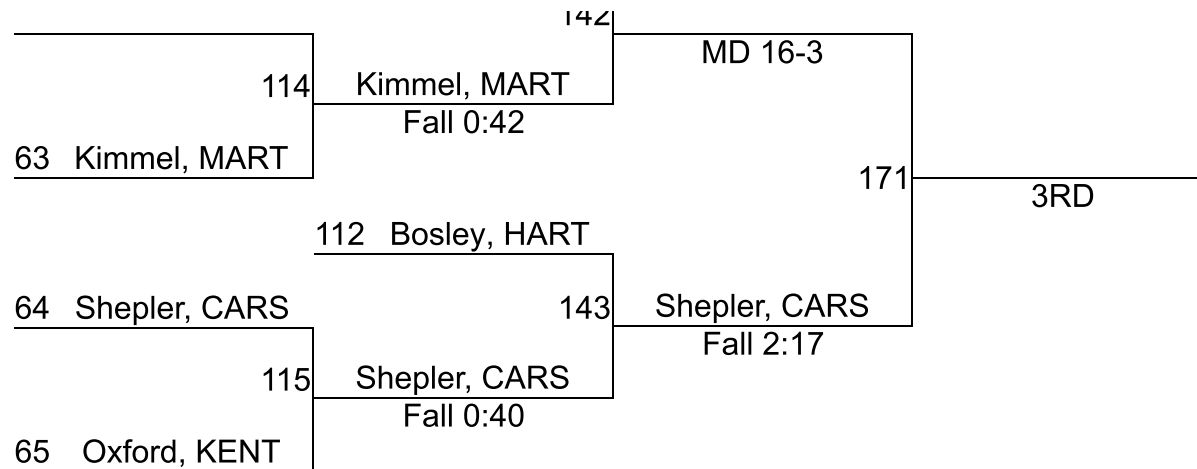 142
MD 16-3
114 Kimmel, MART
Fall 0:42
63 Kimmel, MART
171
3RD
112 Bosley, HART
64 Shepler, CARS
143 Shepler, CARS
Fall 2:17
115 Shepler, CARS
Fall 0:40
65 Oxford, KENT